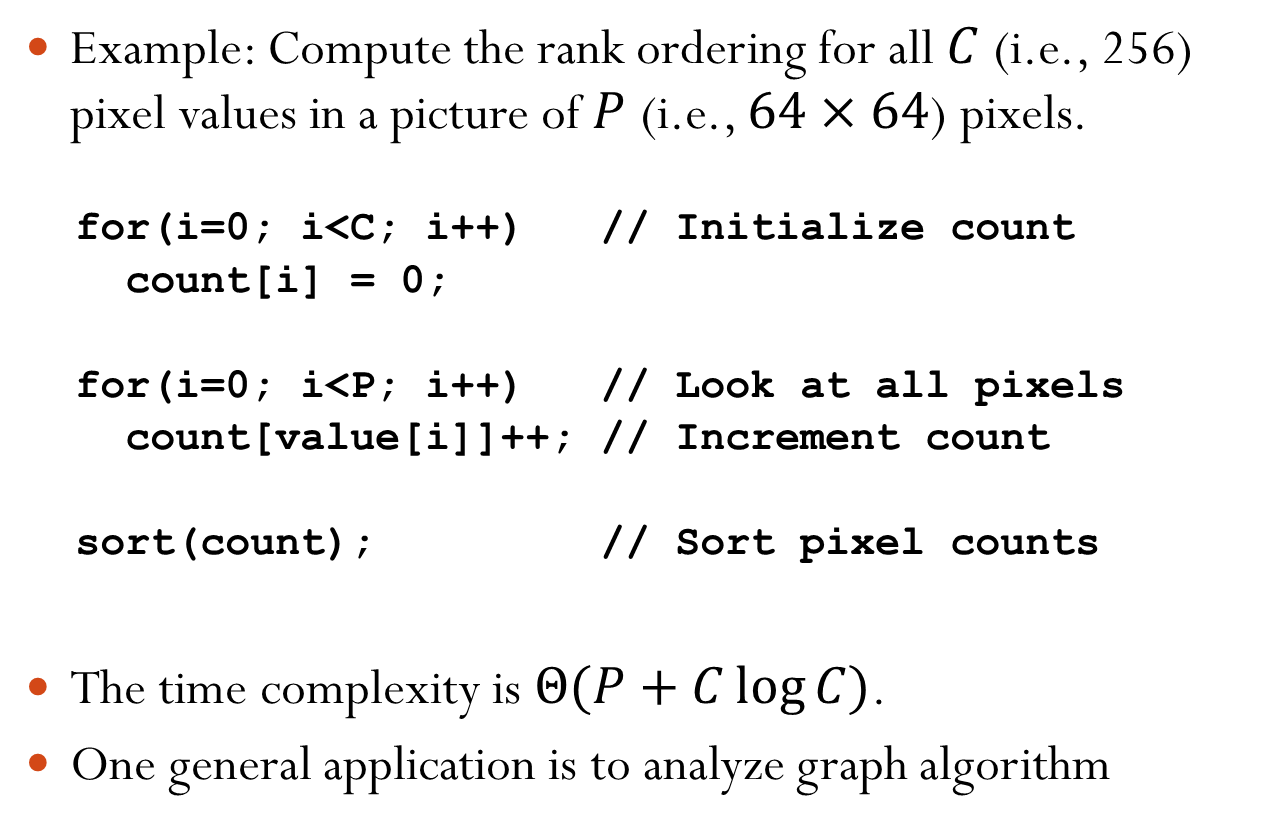 • Example: Compute the rank ordering for all C (i.e., 256)
pixel values in a picture of P (i.e., 64 × 64) pixels.
for(i=0; i<C; i++) // Initialize count
count[i] = 0;
for(i=0; i<P; i++) // Look at all pixels
count[value[i]]++; // Increment count
sort(count); // Sort pixel counts
• The time complexity is Θ(P + C log C).
• One general application is to analyze graph algorithm